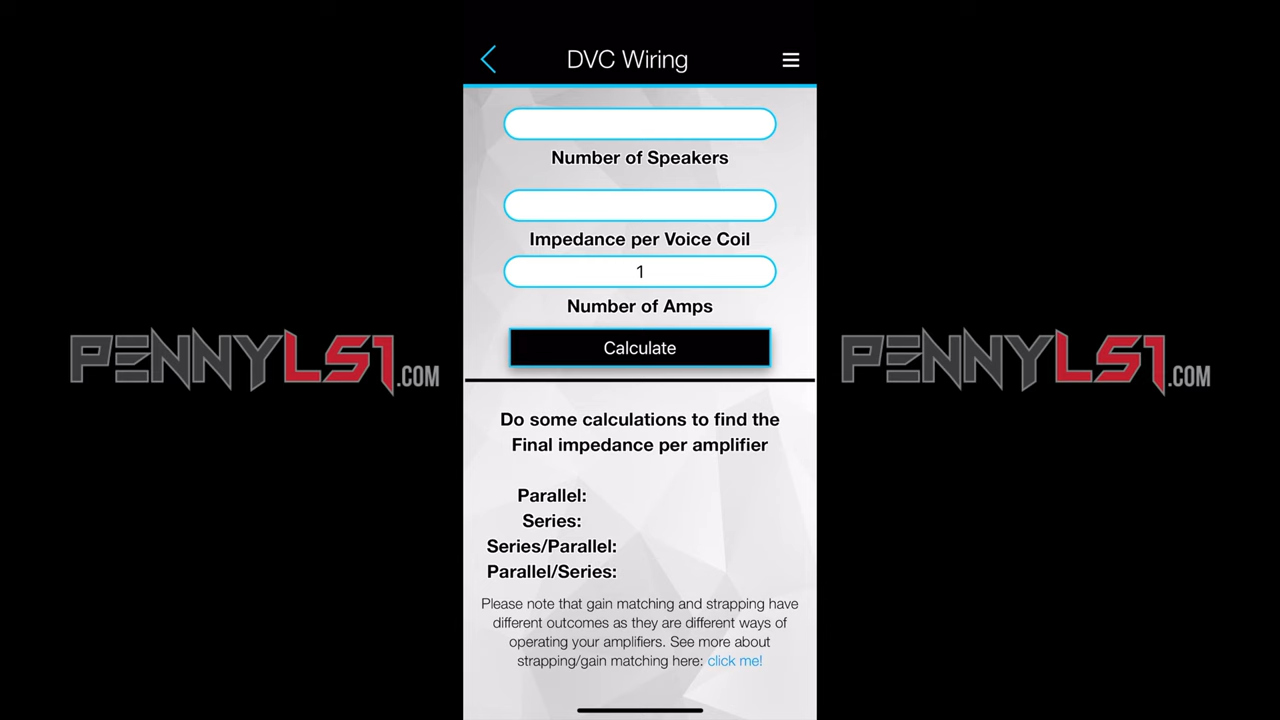 DVC Wiring
Number of Speakers
Impedance per Voice Coil
1
Number of Amps
Calculate
PENNYLS1.COM
PENNYLS1.COM
Do some calculations to find the
Final impedance per amplifier
Parallel:
Series:
Series/Parallel:
Parallel/Series:
Please note that gain matching and strapping have
different outcomes as they are different ways of
operating your amplifiers. See more about
strapping/gain matching here: click me!